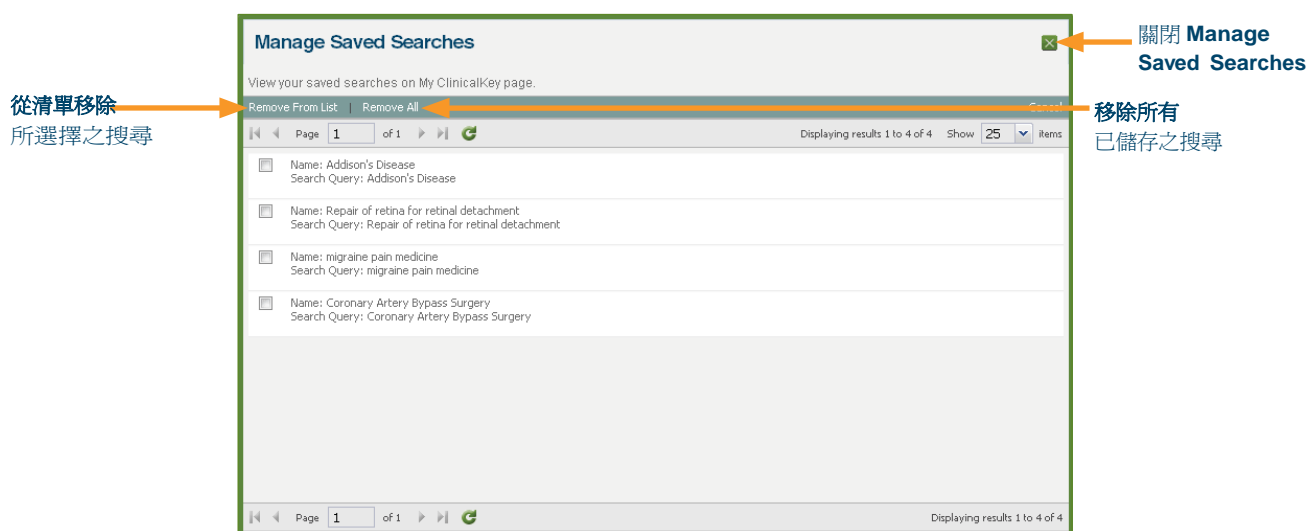 Manage Saved Searches
關閉 Manage
Saved Searches
View your saved searches on My ClinicalKey page.
從清單移除
所選擇之搜尋
Remove From List | Remove All Cancel
移除所有
已儲存之搜尋
Page 1 of 1 Displaying results 1 to 4 of 4 Show 25 items
Name: Addison's Disease
Search Query: Addison's Disease
Name: Repair of retina for retinal detachment
Search Query: Repair of retina for retinal detachment
Name: migraine pain medicine
Search Query: migraine pain medicine
Name: Coronary Artery Bypass Surgery
Search Query: Coronary Artery Bypass Surgery
Page 1 of 1 Displaying results 1 to 4 of 4